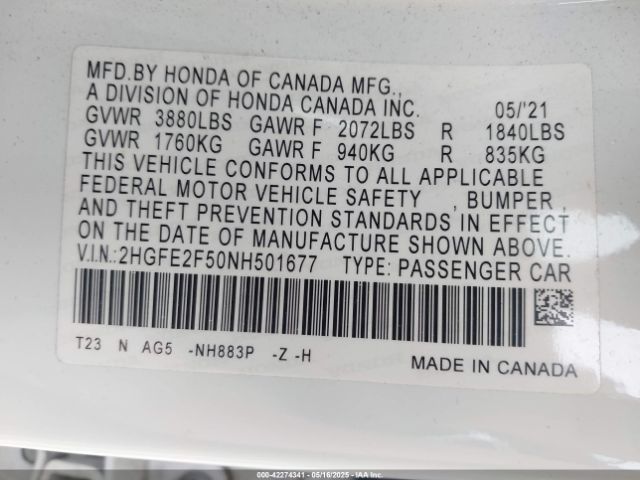 MFD.BY HONDA OF CANADA MFG.,
A DIVISION OF HONDA CANADA INC. 05/'21
GVWR 3880LBS GAWR F 2072LBS R 1840LBS
GVWR 1760KG GAWR F 940KG R 835KG
THIS VEHICLE CONFORMS TO ALL APPLICABLE
FEDERAL MOTOR VEHICLE SAFETY , BUMPER ,
AND THEFT PREVENTION STANDARDS IN EFFECT
ON THE DATE OF MANUFACTURE SHOWN ABOVE.
V.I.N.:2HGFE2F50NH501677 TYPE: PASSENGER CAR
T23 N AG5 -NH883P -Z -H
MADE IN CANADA
000-42274341 - 05/16/2025 - IAA Inc.